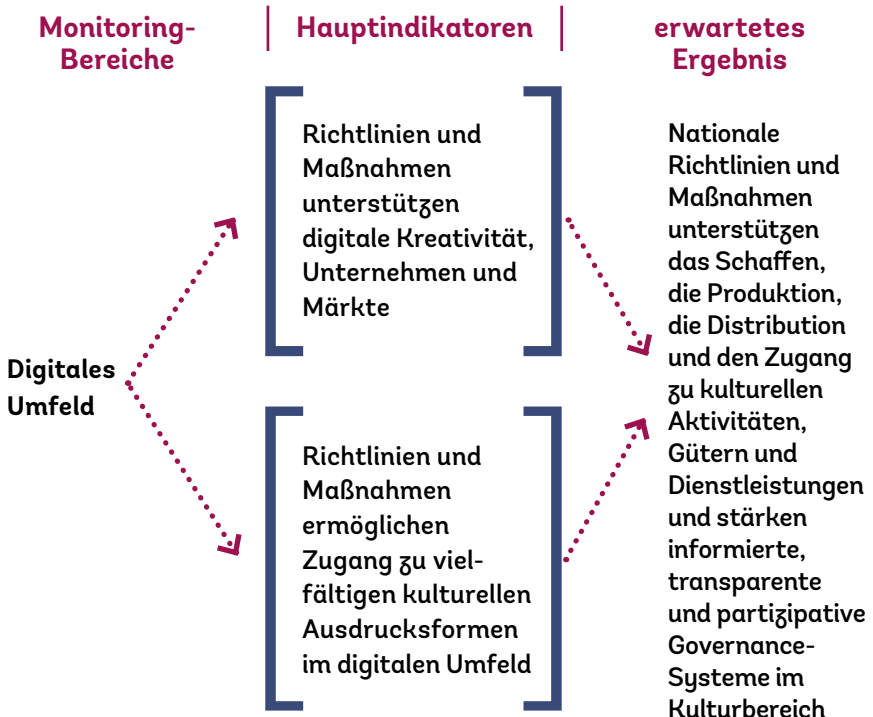 Monitoring-
Bereiche
Hauptindikatoren
erwartetes
Ergebnis
Digitales
Umfeld
Richtlinien und
Maßnahmen
unterstützen
digitale Kreativität,
Unternehmen und
Märkte
Richtlinien und
Maßnahmen
ermöglichen
Zugang zu viel-
fältigen kulturellen
Ausdrucksformen
im digitalen Umfeld
Nationale
Richtlinien und
Maßnahmen
unterstützen
das Schaffen,
die Produktion,
die Distribution
und den Zugang
zu kulturellen
Aktivitäten,
Gütern und
Dienstleistungen
und stärken
informierte,
transparente
und partizipative
Governance-
Systeme im
Kulturbereich